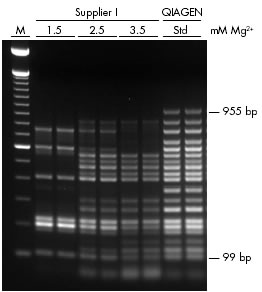 Supplier I QIAGEN
M 1.5 2.5 3.5 Std mM Mg²⁺
955 bp
99 bp